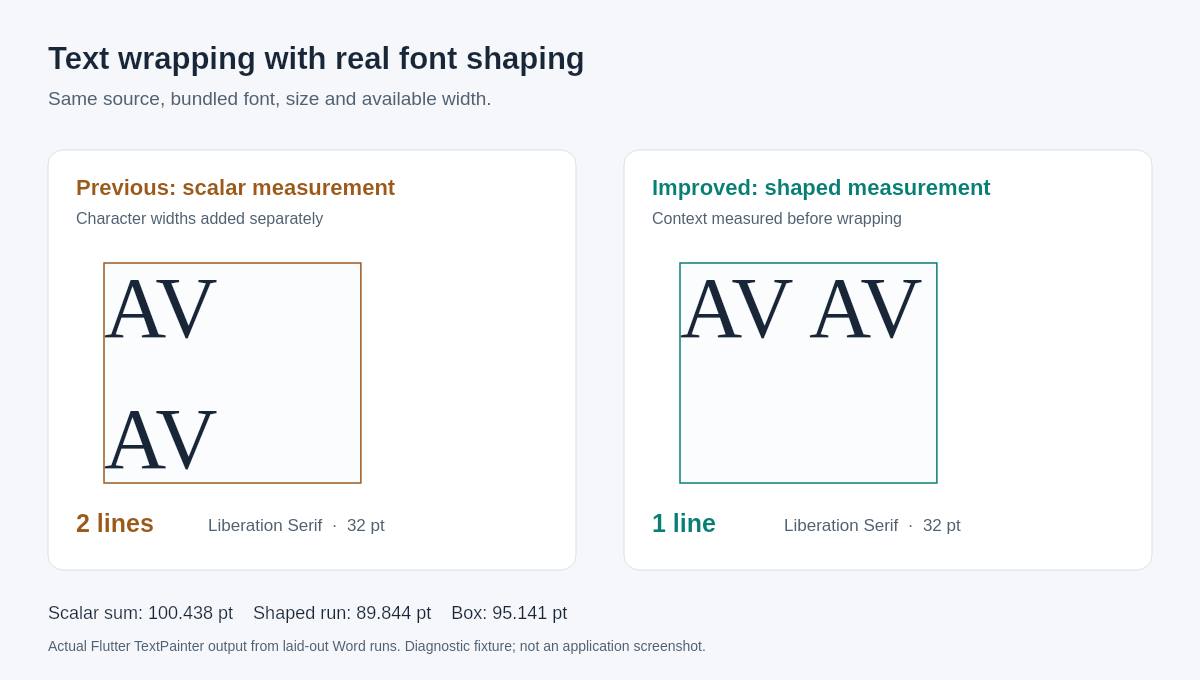 Text wrapping with real font shaping
Same source, bundled font, size and available width.
Previous: scalar measurement
Character widths added separately
AV
AV
2 lines
Liberation Serif · 32 pt
Improved: shaped measurement
Context measured before wrapping
AV AV
1 line
Liberation Serif · 32 pt
Scalar sum: 100.438 pt Shaped run: 89.844 pt Box: 95.141 pt
Actual Flutter TextPainter output from laid-out Word runs. Diagnostic fixture; not an application screenshot.